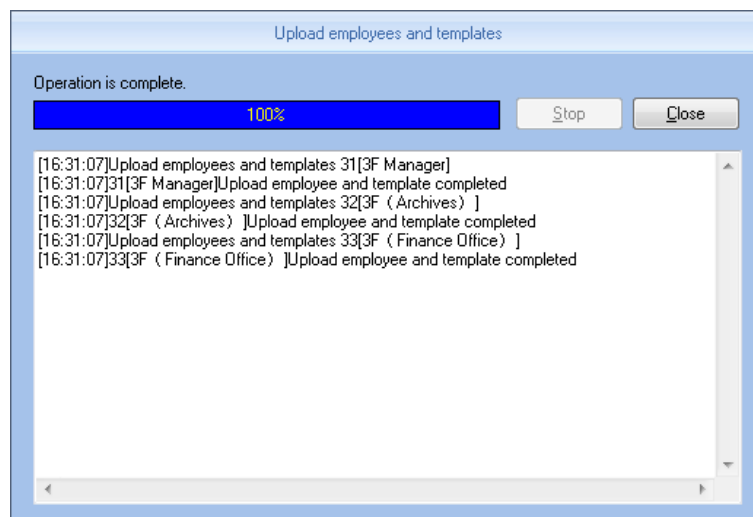 Upload employees and templates
Operation is complete.
100%
Stop
Close
[16:31:07]Upload employees and templates 31[3F Manager]
[16:31:07]31[3F Manager]Upload employee and template completed
[16:31:07]Upload employees and templates 32[3F（Archives）]
[16:31:07]32[3F（Archives）]Upload employee and template completed
[16:31:07]Upload employees and templates 33[3F（Finance Office）]
[16:31:07]33[3F（Finance Office）]Upload employee and template completed